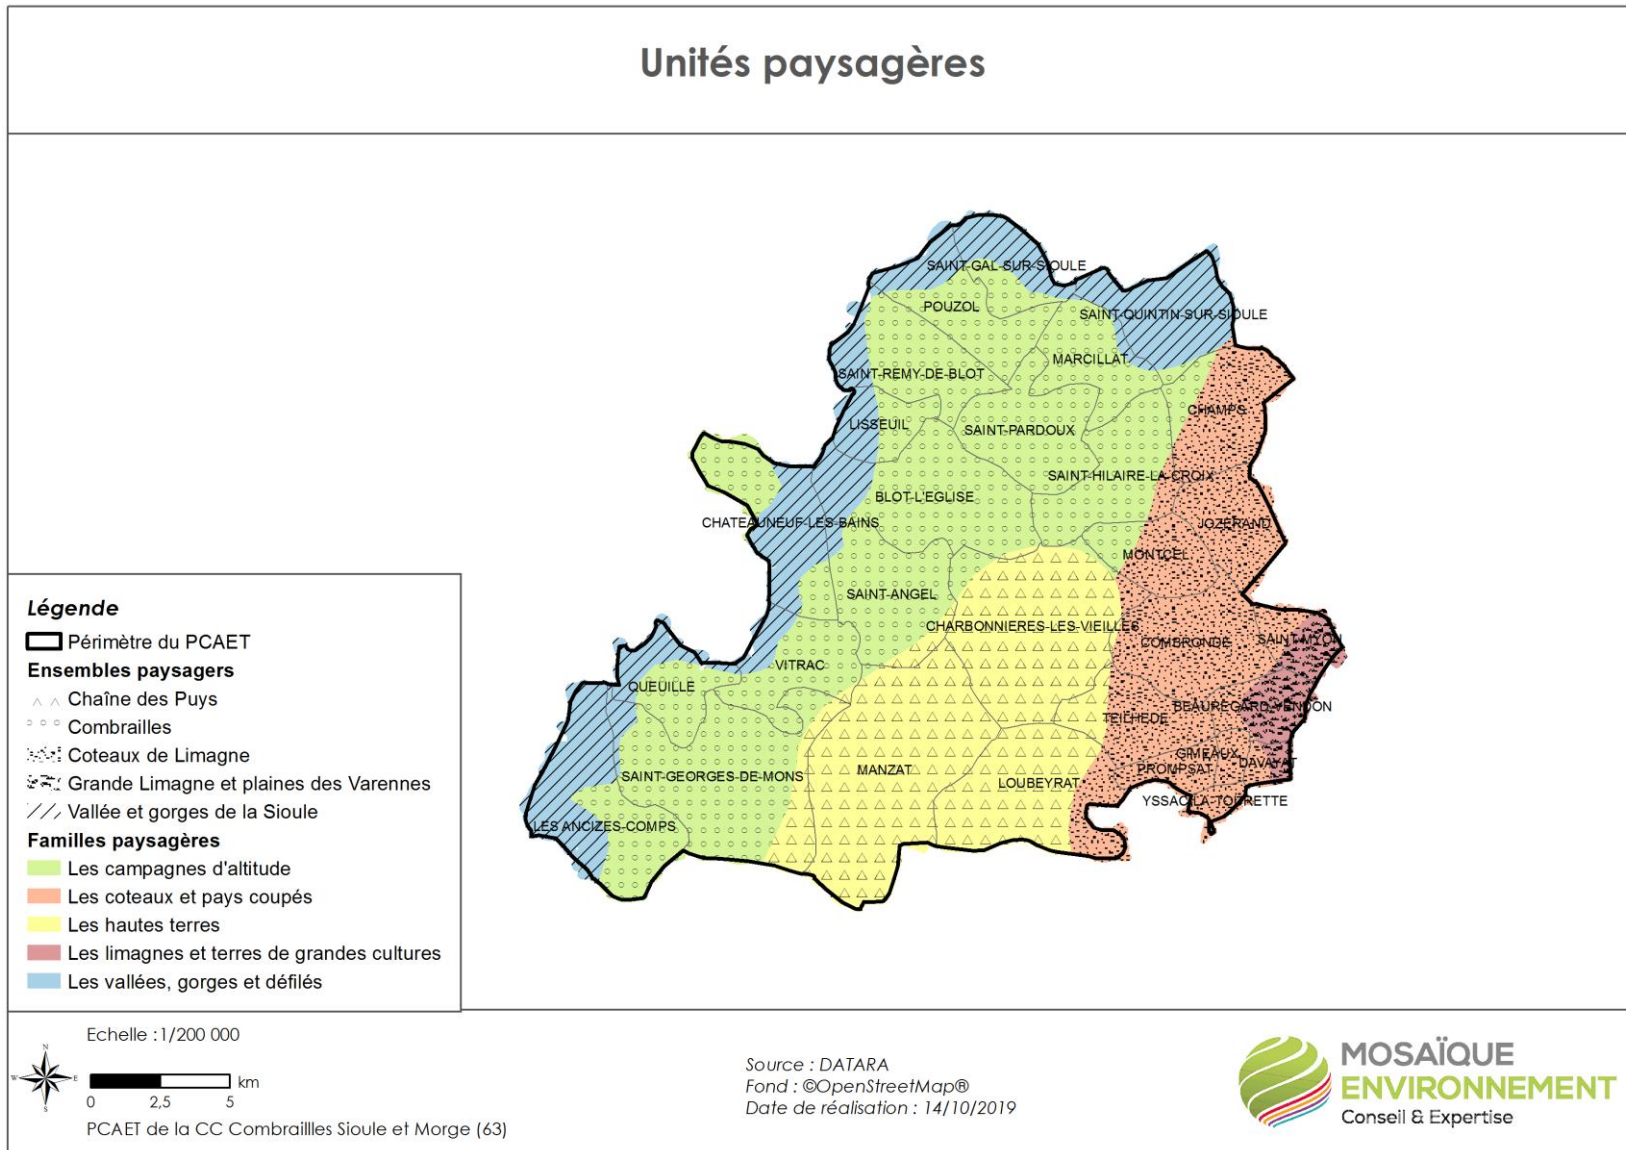 Unités paysagères
SAINT-GAL-SUR-SIOULE
POUZOL
SAINT-QUINTIN-SUR-SIOULE
MARCILLAT
SAINT-REMY-DE-BLOT
CHAMPS
LISSEUIL
SAINT-PARDOUX
SAINT-HILAIRE-LA-CROIX
BLOT-L'EGLISE
CHATEAUNEUF-LES-BAINS
JOZERAND
MONTCEL
SAINT-ANGEL
CHARBONNIERES-LES-VIEILLES
COMBRONDE
SAINT-MYON
VITRAC
QUEUILLE
BEAUREGARD-VENDON
TEILHEDE
GIMEAUX
DAVAYAT
PROMPSAT
SAINT-GEORGES-DE-MONS
MANZAT
LOUBEYRAT
YSSAC-LA-TOURETTE
LES ANCIZES-COMPS
Légende
Périmètre du PCAET
Ensembles paysagers
Chaîne des Puys
Combrailles
Coteaux de Limagne
Grande Limagne et plaines des Varennes
Vallée et gorges de la Sioule
Familles paysagères
Les campagnes d'altitude
Les coteaux et pays coupés
Les hautes terres
Les limagnes et terres de grandes cultures
Les vallées, gorges et défilés
Echelle : 1/200 000
N
W E
S
km
0 2,5 5
PCAET de la CC Combraillles Sioule et Morge (63)
Source : DATARA
Fond : ©OpenStreetMap®
Date de réalisation : 14/10/2019
MOSAÏQUE
ENVIRONNEMENT
Conseil & Expertise